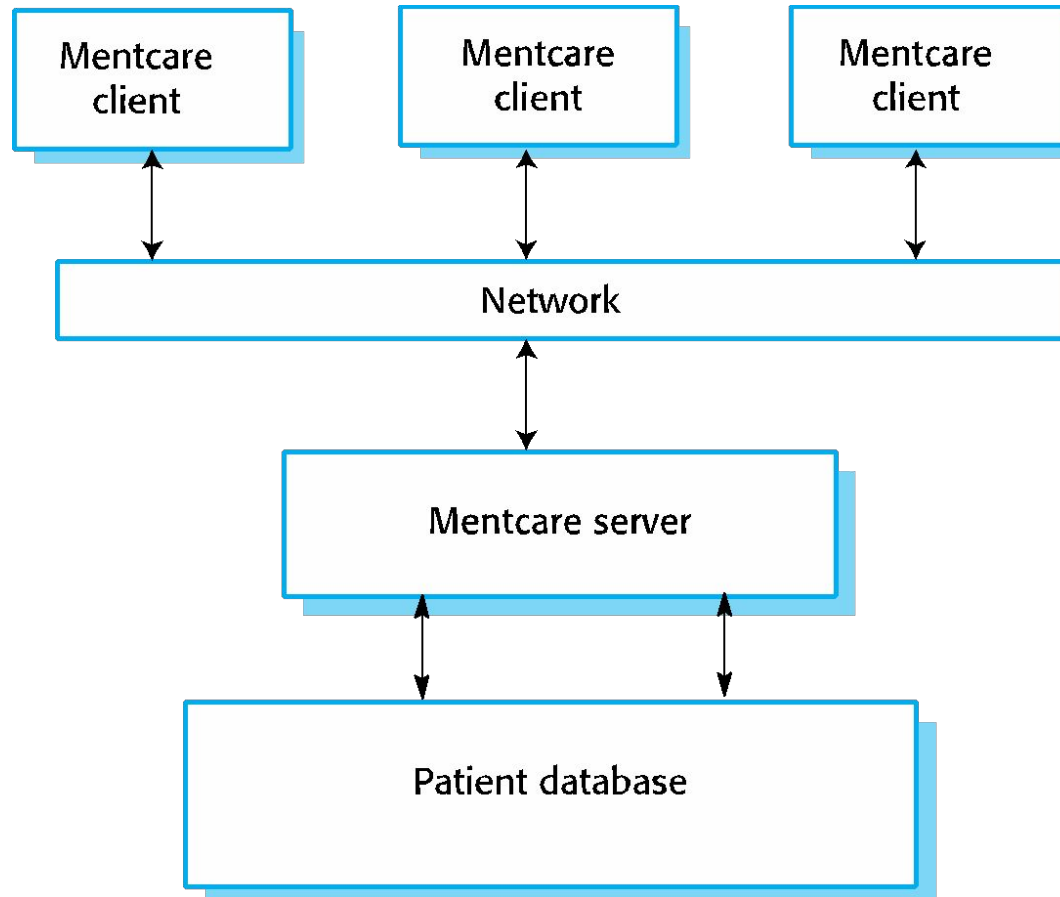 Mentcare
client
Mentcare
client
Mentcare
client
Network
Mentcare server
Patient database